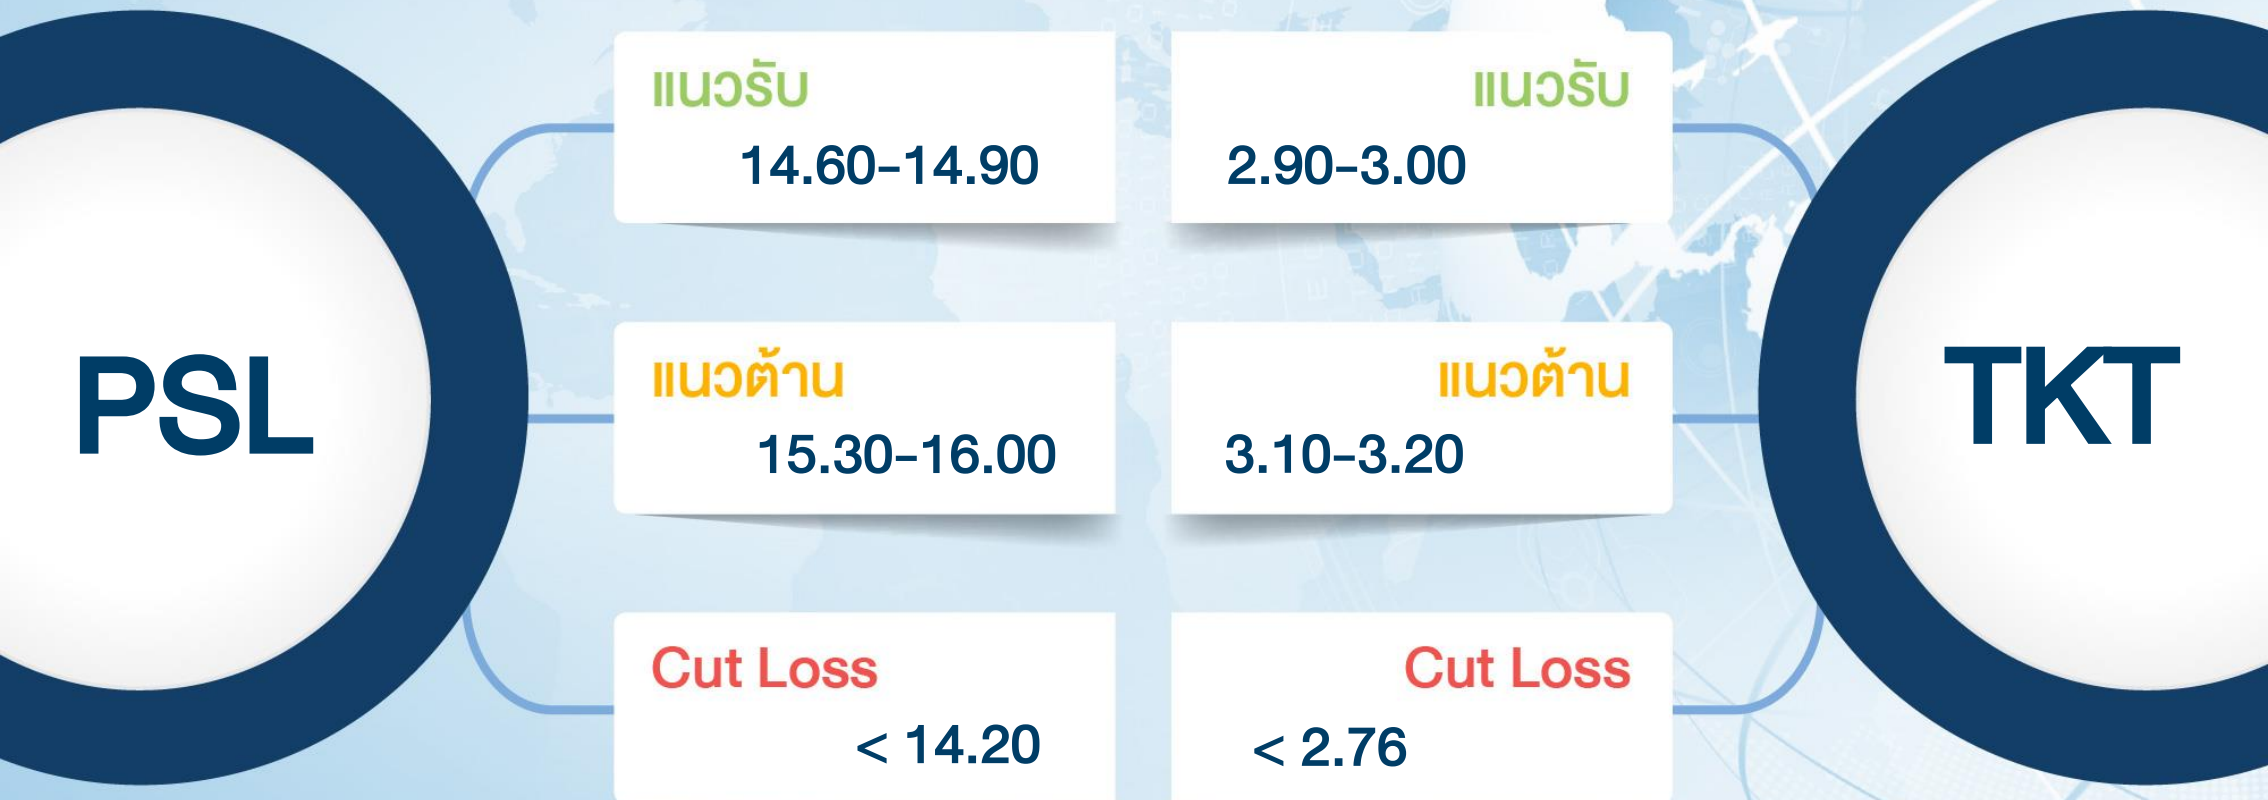 PSL
แนวรับ
14.60-14.90
แนวต้าน
15.30-16.00
Cut Loss
< 14.20
แนวรับ
2.90-3.00
แนวต้าน
3.10-3.20
Cut Loss
< 2.76
TKT